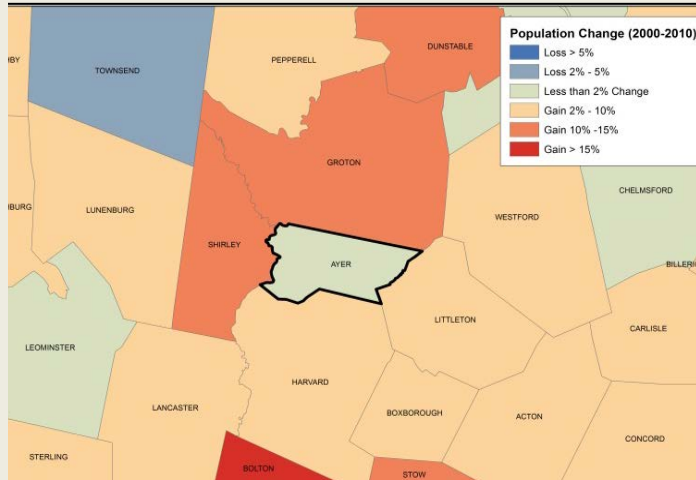 Population Change (2000-2010)
Loss > 5%
Loss 2% - 5%
Less than 2% Change
Gain 2% - 10%
Gain 10% -15%
Gain > 15%
DUNSTABLE
PEPPERELL
TOWNSEND
GROTON
CHELMSFORD
LUNENBURG
WESTFORD
SHIRLEY
AYER
LITTLETON
CARLISLE
LEOMINSTER
HARVARD
LANCASTER
BOXBOROUGH
ACTON
CONCORD
STERLING
BOLTON
STOW